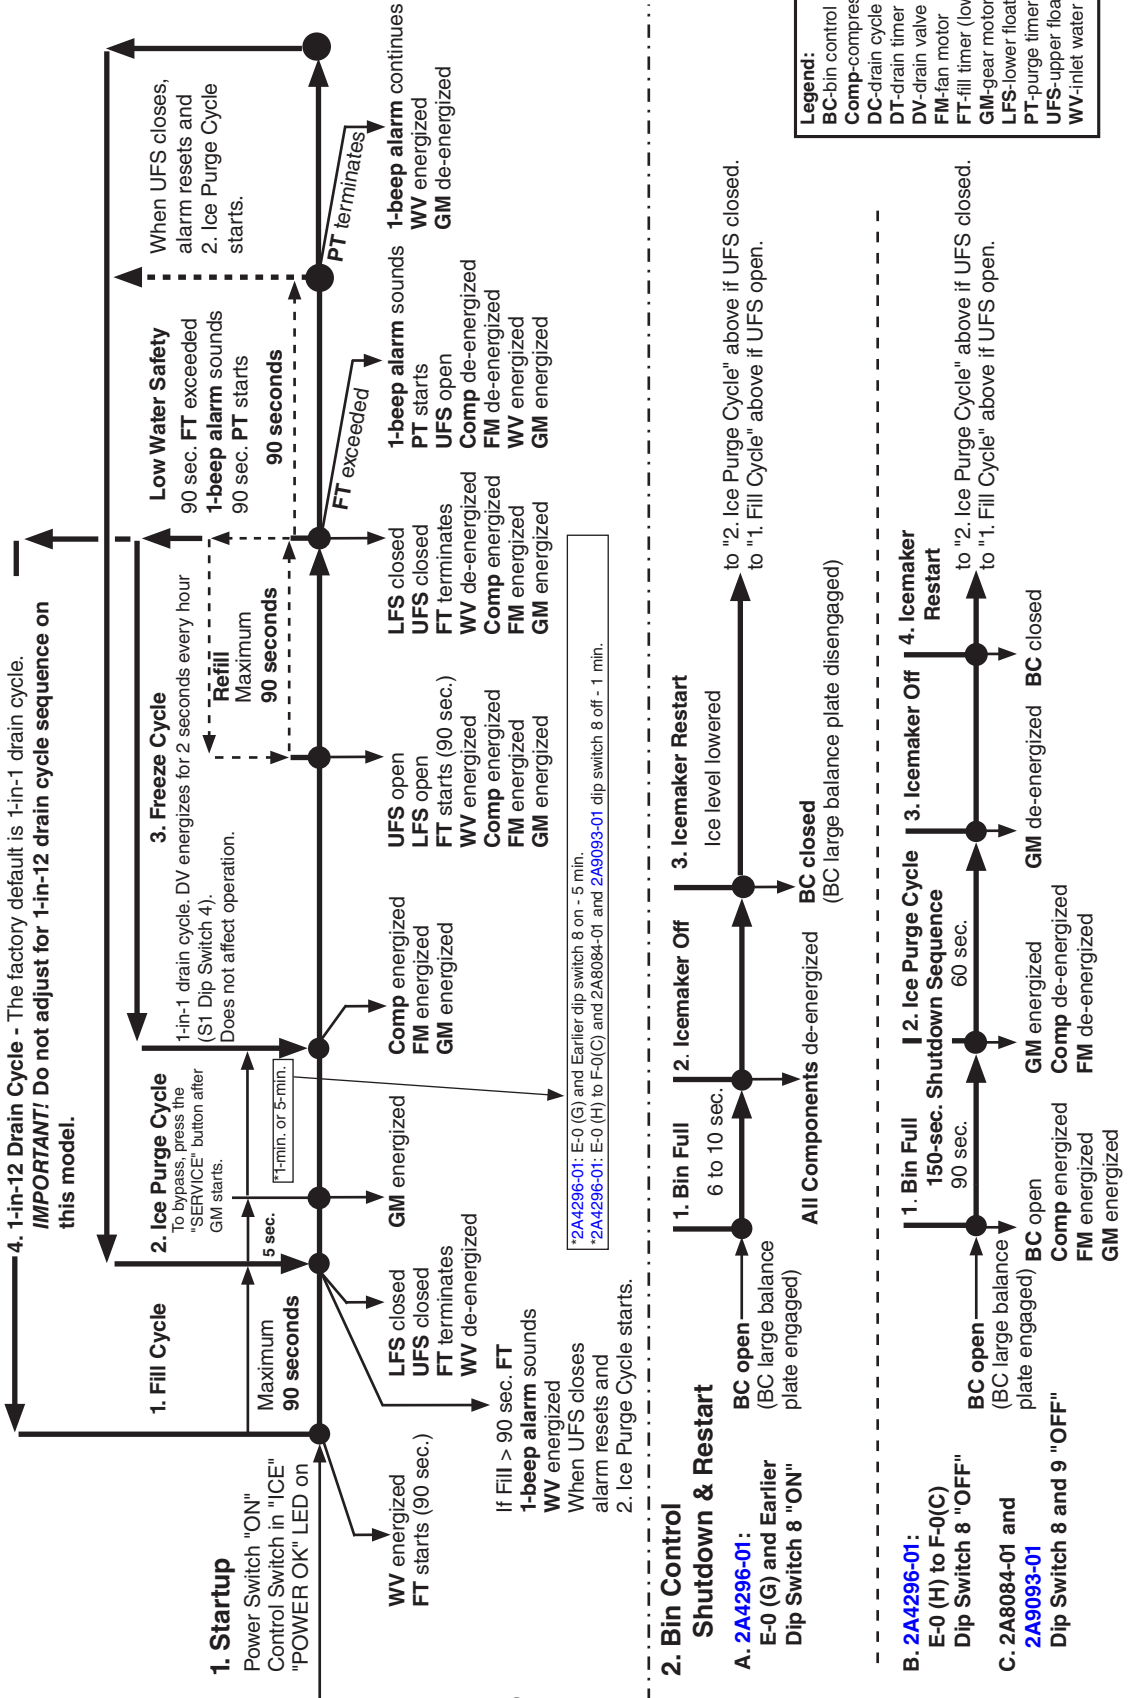 4. 1-in-12 Drain Cycle - The factory default is 1-in-1 drain cycle.
IMPORTANT! Do not adjust for 1-in-12 drain cycle sequence on
this model.
1. Startup
Power Switch "ON"
Control Switch in "ICE"
"POWER OK" LED on
1. Fill Cycle
Maximum
90 seconds
2. Ice Purge Cycle
To bypass, press the
"SERVICE" button after
GM starts.
5 sec.
*1-min. or 5-min.
3. Freeze Cycle
1-in-1 drain cycle. DV energizes for 2 seconds every hour
(S1 Dip Switch 4).
Does not affect operation.
Refill
Maximum
90 seconds
Low Water Safety
90 sec. FT exceeded
1-beep alarm sounds
90 sec. PT starts
90 seconds
When UFS closes,
alarm resets and
2. Ice Purge Cycle
starts.
FT exceeded
PT terminates
WV energized
FT starts (90 sec.)
LFS closed
UFS closed
FT terminates
WV de-energized
GM energized
Comp energized
FM energized
GM energized
UFS open
LFS open
FT starts (90 sec.)
WV energized
Comp energized
FM energized
GM energized
LFS closed
UFS closed
FT terminates
WV de-energized
Comp energized
FM energized
GM energized
1-beep alarm sounds
PT starts
UFS open
Comp de-energized
FM de-energized
WV energized
GM energized
1-beep alarm continues
WV energized
GM de-energized
If Fill > 90 sec. FT
1-beep alarm sounds
WV energized
When UFS closes
alarm resets and
2. Ice Purge Cycle starts.
*2A4296-01: E-0 (G) and Earlier dip switch 8 on - 5 min.
*2A4296-01: E-0 (H) to F-0(C) and 2A8084-01 and 2A9093-01 dip switch 8 off - 1 min.
2. Bin Control
Shutdown & Restart
A. 2A4296-01:
E-0 (G) and Earlier
Dip Switch 8 "ON"
BC open
(BC large balance
plate engaged)
1. Bin Full
6 to 10 sec.
2. Icemaker Off
3. Icemaker Restart
Ice level lowered
to "2. Ice Purge Cycle" above if UFS closed.
to "1. Fill Cycle" above if UFS open.
All Components de-energized
BC closed
(BC large balance plate disengaged)
B. 2A4296-01:
E-0 (H) to F-0(C)
Dip Switch 8 "OFF"
C. 2A8084-01 and
2A9093-01
Dip Switch 8 and 9 "OFF"
BC open
(BC large balance
plate engaged)
1. Bin Full
2. Ice Purge Cycle
150-sec. Shutdown Sequence
90 sec.
60 sec.
3. Icemaker Off
4. Icemaker
Restart
to "2. Ice Purge Cycle" above if UFS closed.
to "1. Fill Cycle" above if UFS open.
BC open
Comp energized
FM energized
GM energized
GM energized
Comp de-energized
FM de-energized
GM de-energized
BC closed
Legend:
BC-bin control
Comp-compres
DC-drain cycle
DT-drain timer
DV-drain valve
FM-fan motor
FT-fill timer (low
GM-gear motor
LFS-lower float
PT-purge timer
UFS-upper floa
WV-inlet water